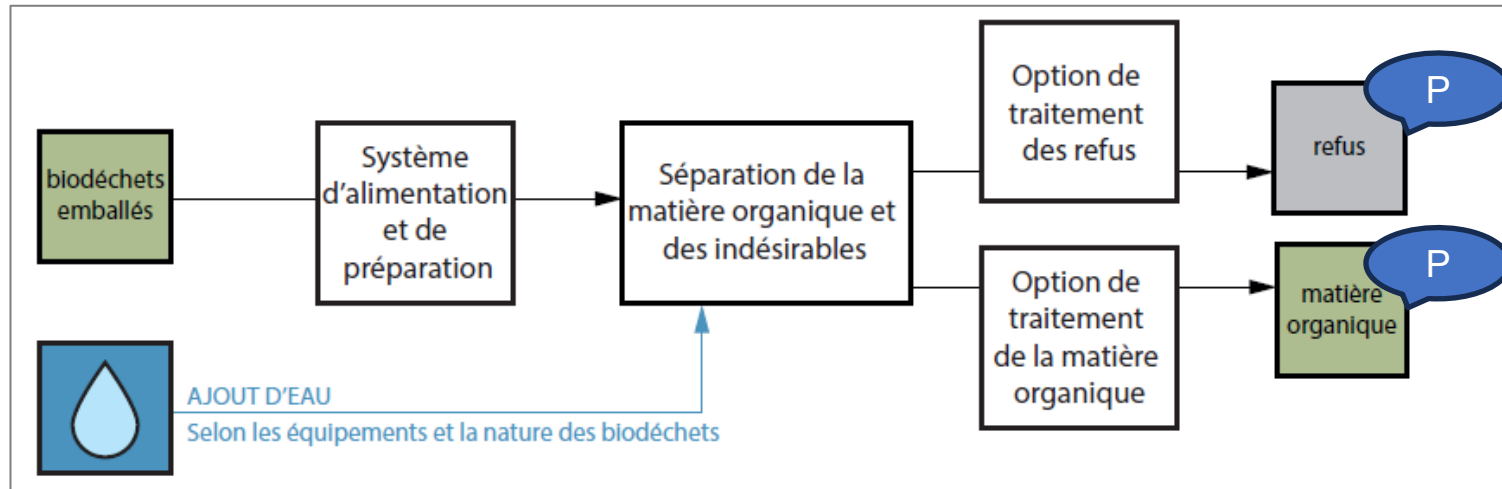 biodéchets
emballés
Système
d'alimentation
et de
préparation
Séparation de la
matière organique et
des indésirables
Option de
traitement
des refus
refus
P
Option de
traitement
de la matière
organique
matière
organique
P
AJOUT D'EAU
Selon les équipements et la nature des biodéchets